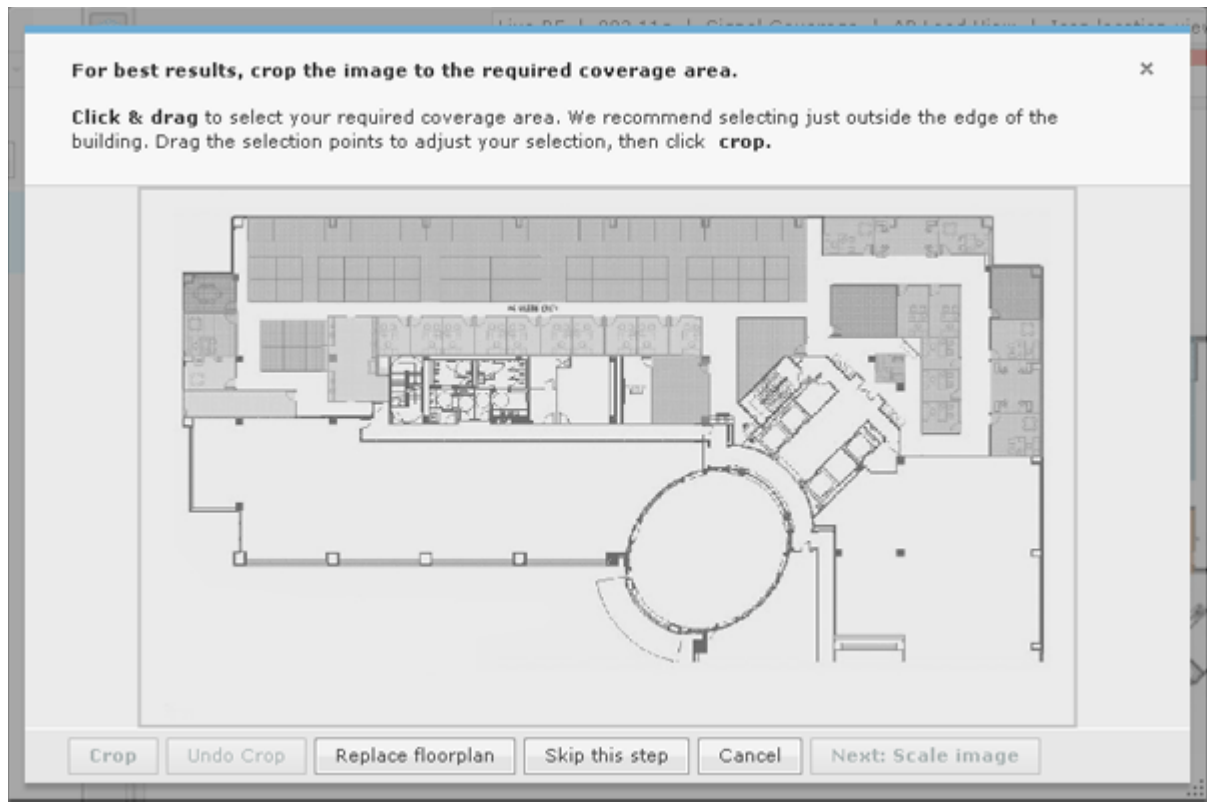 For best results, crop the image to the required coverage area.
×
Click & drag to select your required coverage area. We recommend selecting just outside the edge of the
building. Drag the selection points to adjust your selection, then click crop.
Crop
Undo Crop
Replace floorplan
Skip this step
Cancel
Next: Scale image